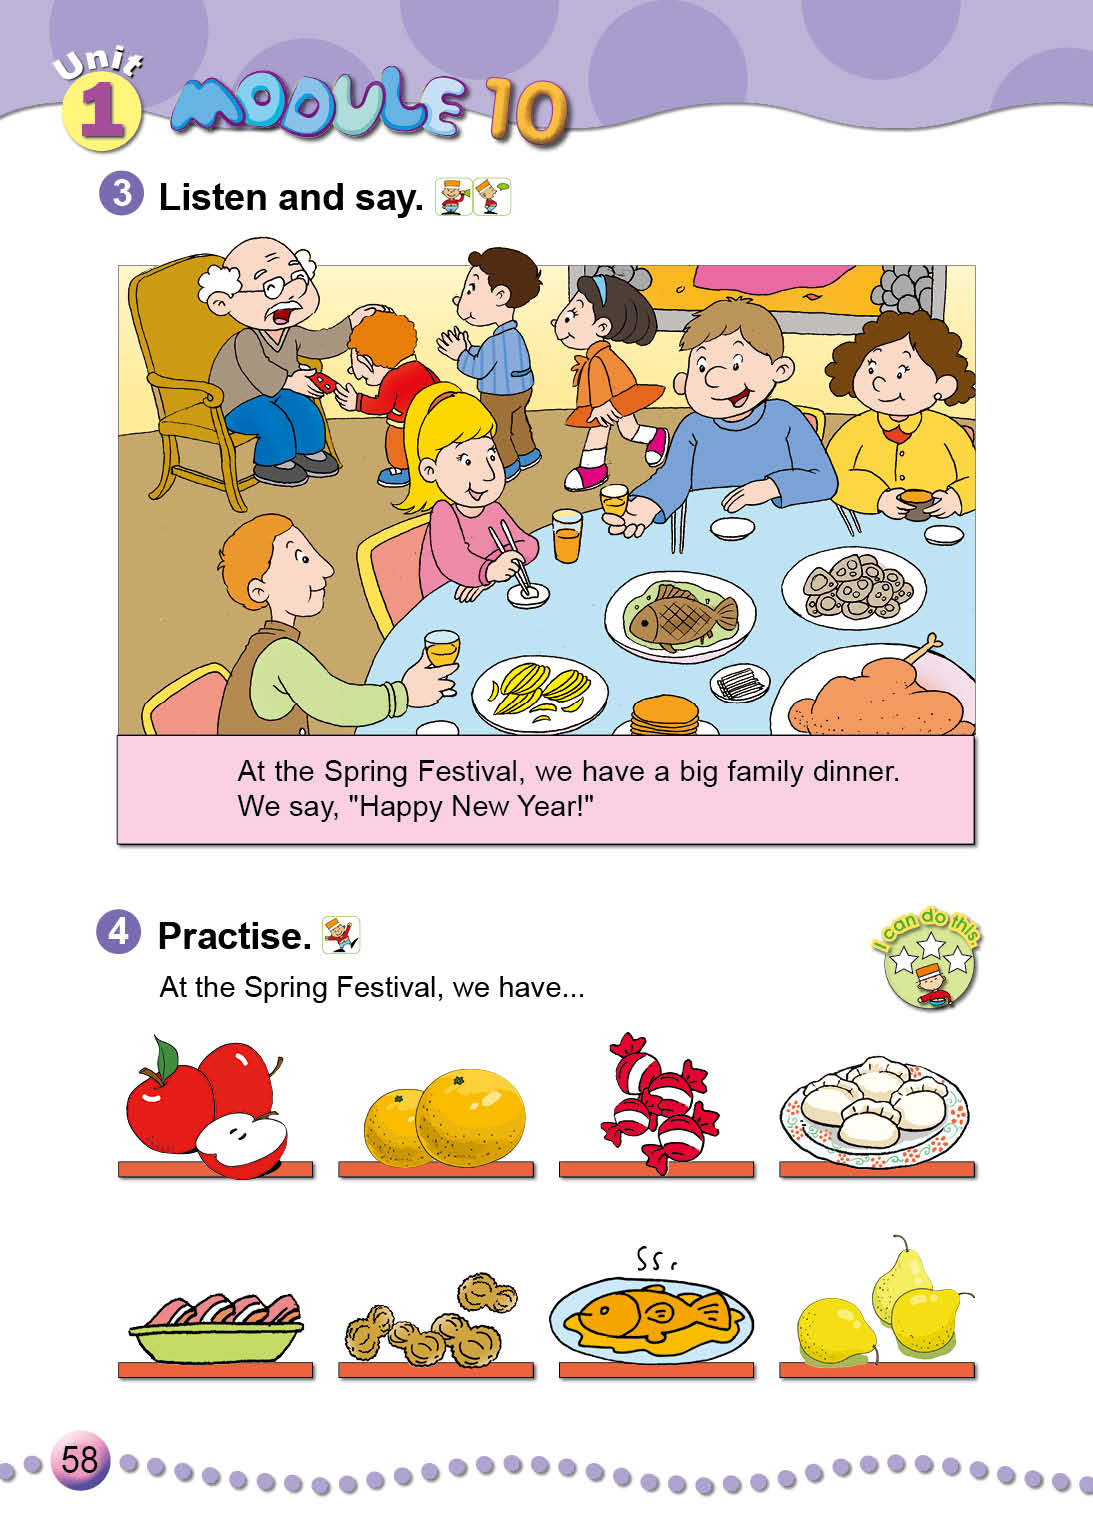 Unit
1
MODULE 10
3 Listen and say.
At the Spring Festival, we have a big family dinner.
We say, "Happy New Year!"
4 Practise.
I can do this.
At the Spring Festival, we have...
SSr
58